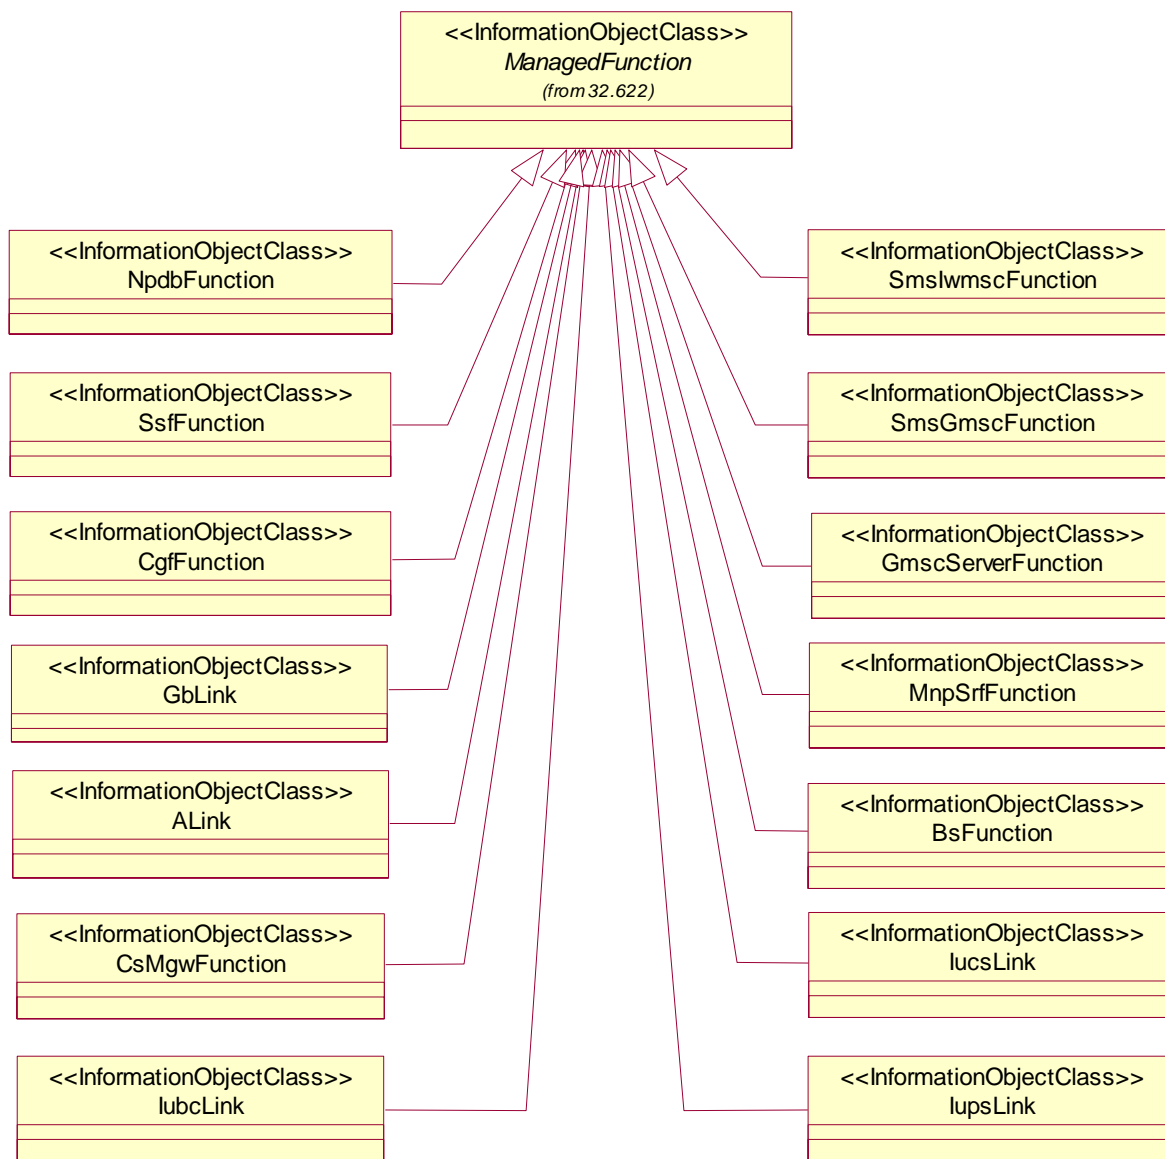 <<InformationObjectClass>>
ManagedFunction
(from 32.622)
<<InformationObjectClass>>
NpdbFunction
<<InformationObjectClass>>
SmsIwmscFunction
<<InformationObjectClass>>
SsfFunction
<<InformationObjectClass>>
SmsGmscFunction
<<InformationObjectClass>>
CgfFunction
<<InformationObjectClass>>
GmscServerFunction
<<InformationObjectClass>>
GbLink
<<InformationObjectClass>>
MnpSrfFunction
<<InformationObjectClass>>
ALink
<<InformationObjectClass>>
BsFunction
<<InformationObjectClass>>
CsMgwFunction
<<InformationObjectClass>>
IucsLink
<<InformationObjectClass>>
IubcLink
<<InformationObjectClass>>
IupsLink